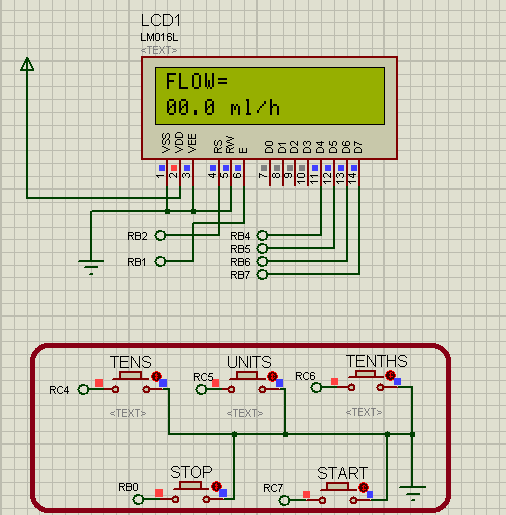 LCD1
LM016L
<TEXT>
FLOW=
00.0 ml/h
VSS VDD VEE RS RW E D0 D1 D2 D3 D4 D5 D6 D7
1 2 3 4 5 6 7 8 9 10 11 12 13 14
RB2 RB4
RB5
RB1 RB6
RB7
TENS UNITS TENTHS
RC4 RC5 RC6
<TEXT> <TEXT> <TEXT>
STOP START
RB0 RC7